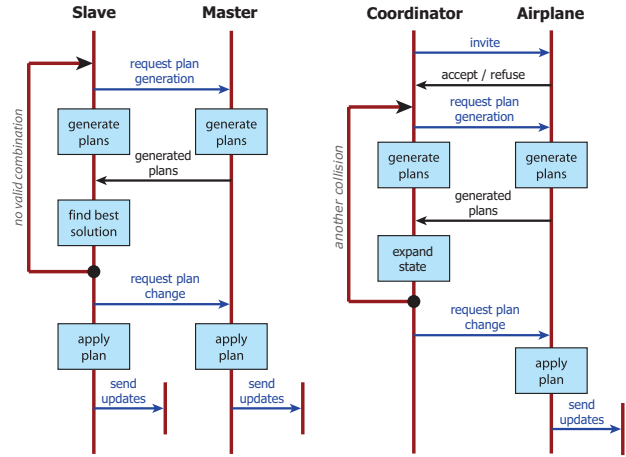 Slave
Master
request plan
generation
generate
plans
generate
plans
generated
plans
find best
solution
no valid combination
request plan
change
apply
plan
apply
plan
send
updates
send
updates
Coordinator
Airplane
invite
accept / refuse
request plan
generation
generate
plans
generate
plans
generated
plans
expand
state
another collision
request plan
change
apply
plan
send
updates